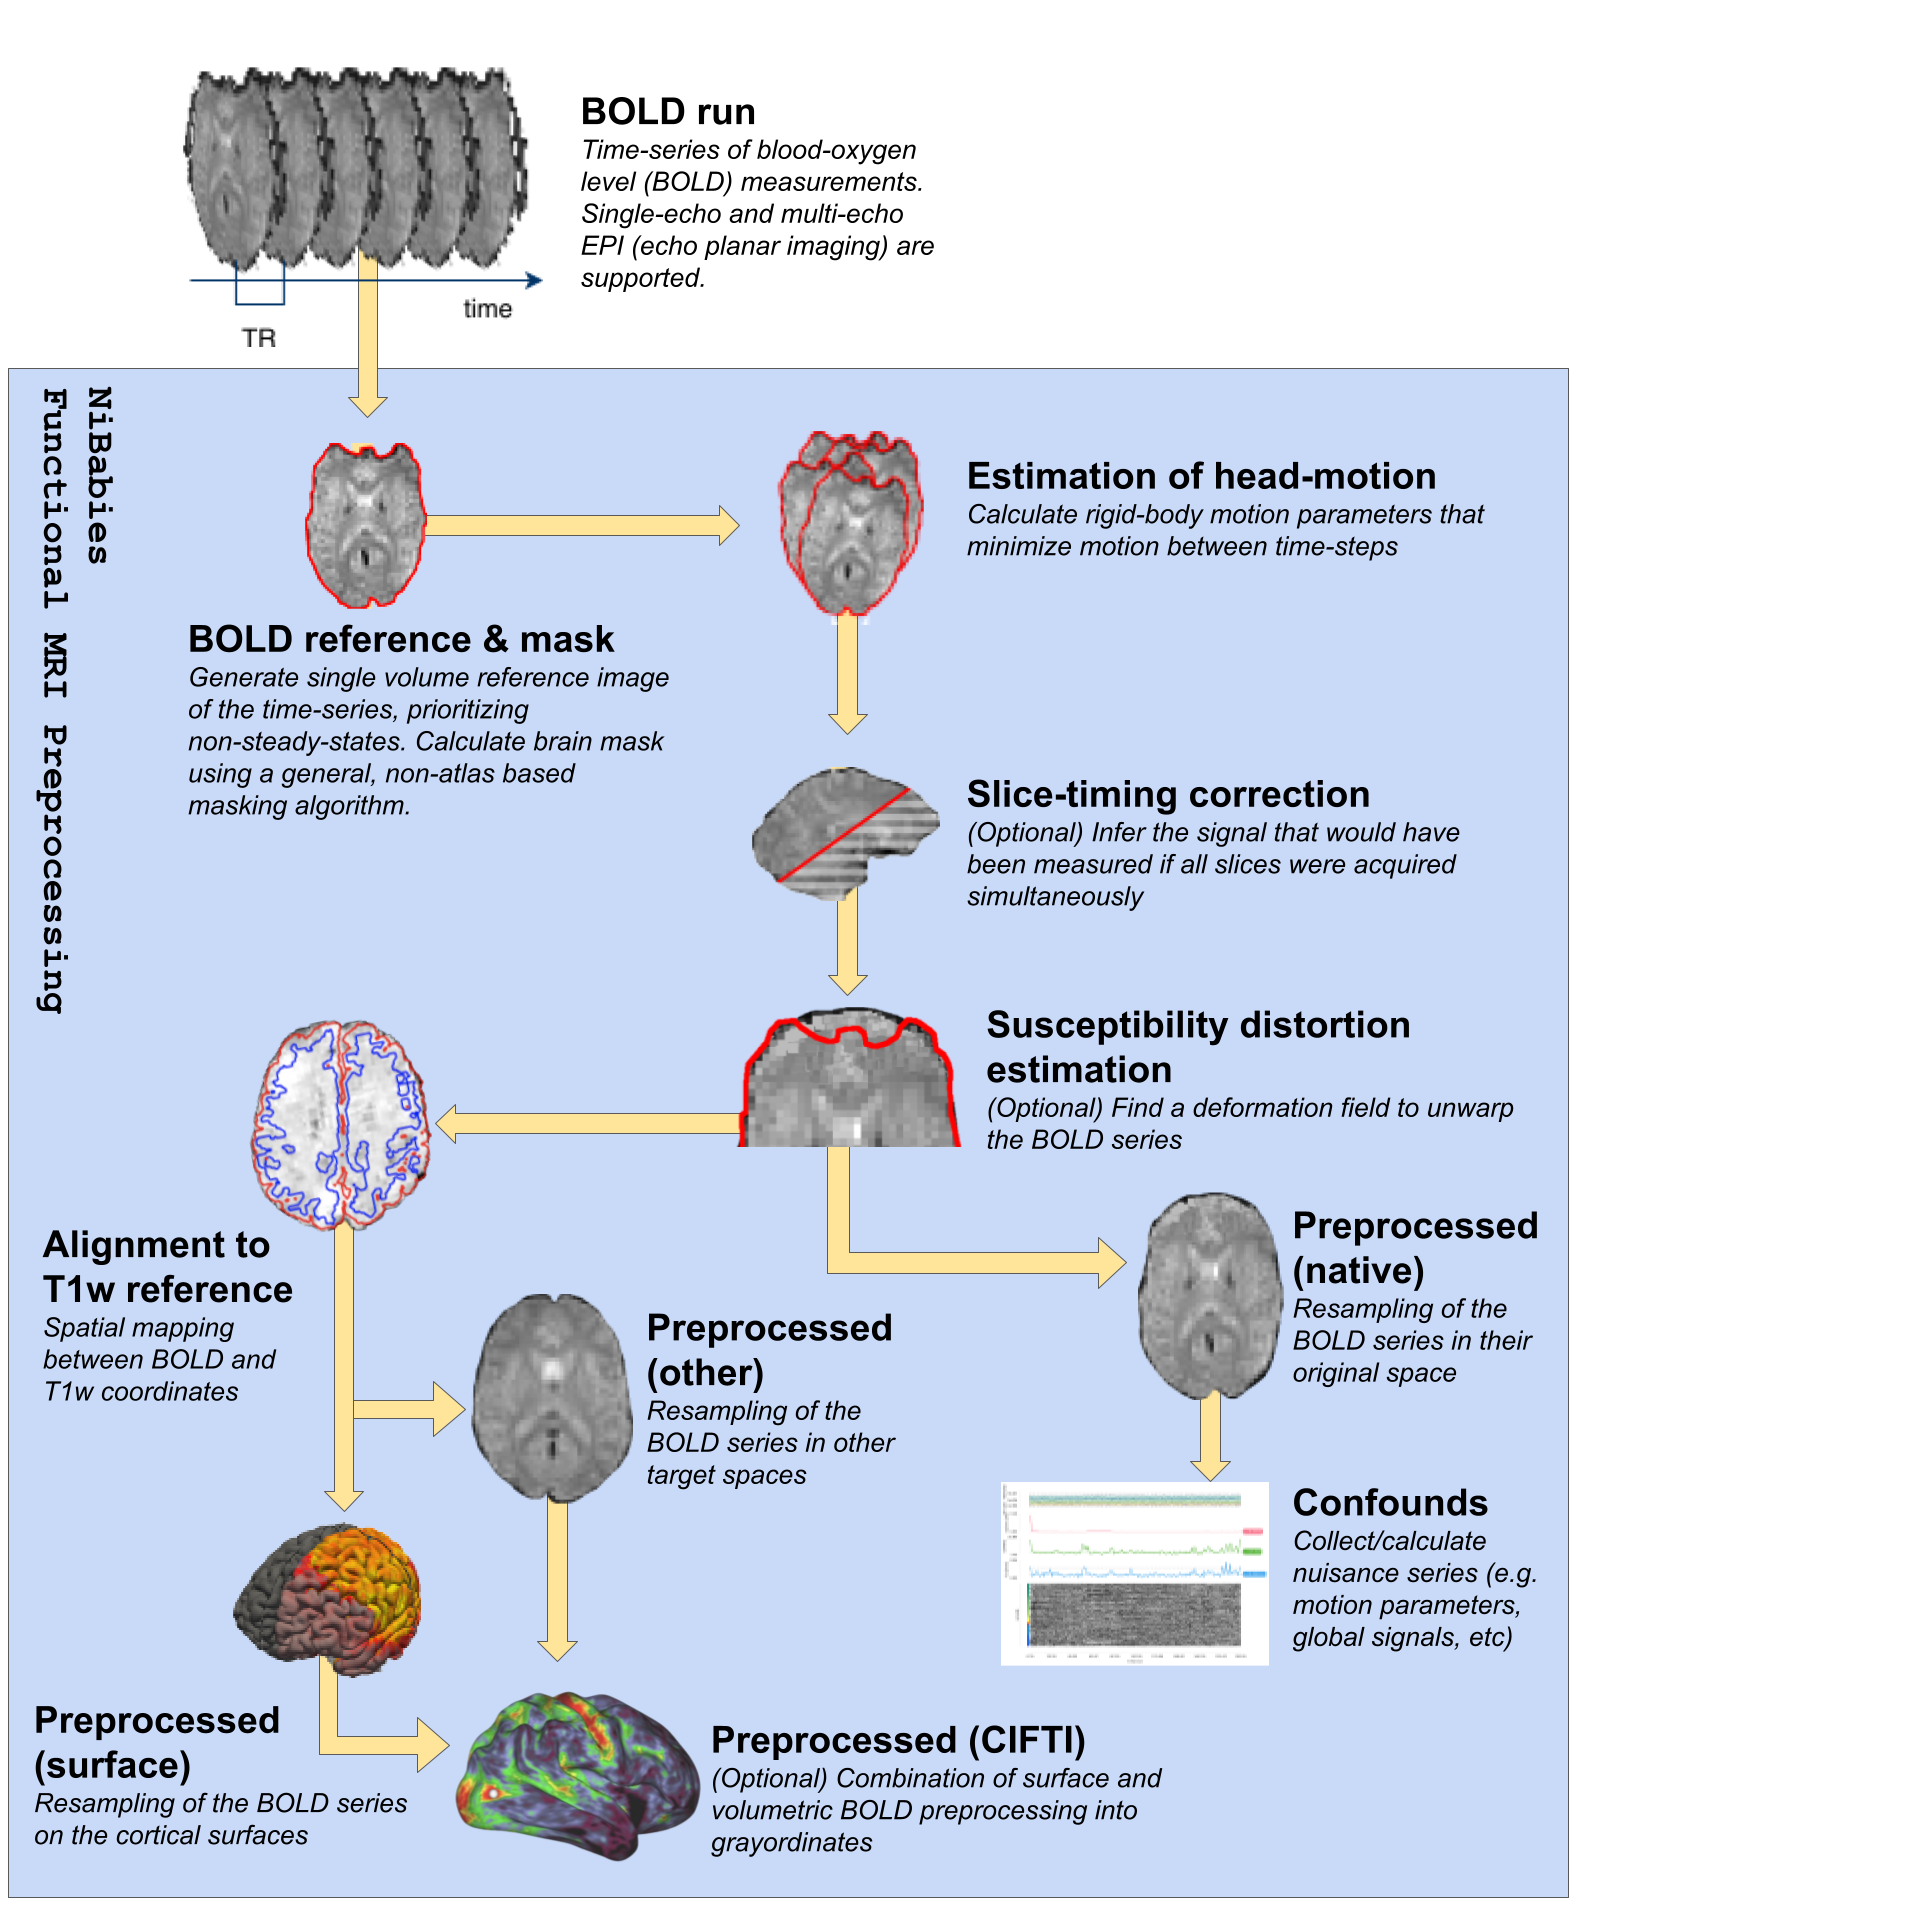 BOLD run
Time-series of blood-oxygen
level (BOLD) measurements.
Single-echo and multi-echo
EPI (echo planar imaging) are
supported.
time
TR
NiBabies
Functional MRI Preprocessing
Estimation of head-motion
Calculate rigid-body motion parameters that
minimize motion between time-steps
BOLD reference & mask
Generate single volume reference image
of the time-series, prioritizing
non-steady-states. Calculate brain mask
using a general, non-atlas based
masking algorithm.
Slice-timing correction
(Optional) Infer the signal that would have
been measured if all slices were acquired
simultaneously
Susceptibility distortion
estimation
(Optional) Find a deformation field to unwarp
the BOLD series
Alignment to
T1w reference
Spatial mapping
between BOLD and
T1w coordinates
Preprocessed
(other)
Resampling of the
BOLD series in other
target spaces
Preprocessed
(native)
Resampling of the
BOLD series in their
original space
Confounds
Collect/calculate
nuisance series (e.g.
motion parameters,
global signals, etc)
Preprocessed
(surface)
Resampling of the BOLD series
on the cortical surfaces
Preprocessed (CIFTI)
(Optional) Combination of surface and
volumetric BOLD preprocessing into
grayordinates